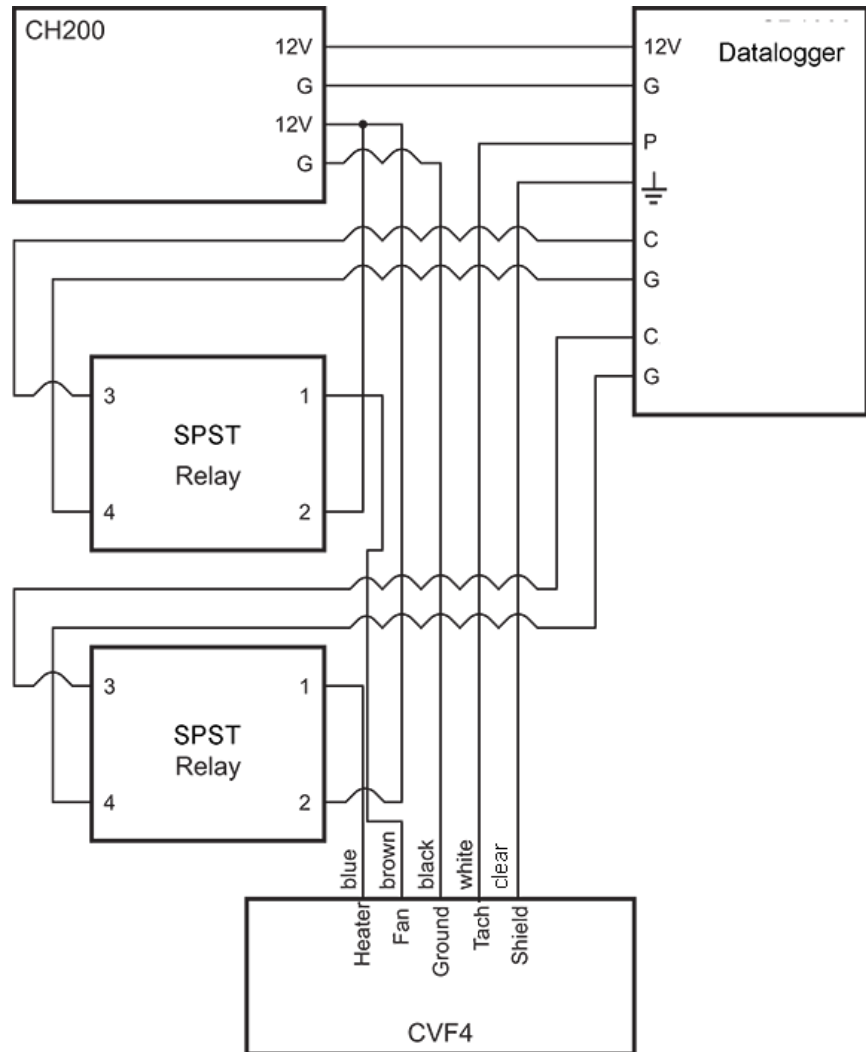 CH200
12V
G
12V
G
12V
Datalogger
G
P
C
G
C
G
3
1
SPST
Relay
4
2
3
1
SPST
Relay
4
2
blue
brown
black
white
clear
Heater
Fan
Ground
Tach
Shield
CVF4